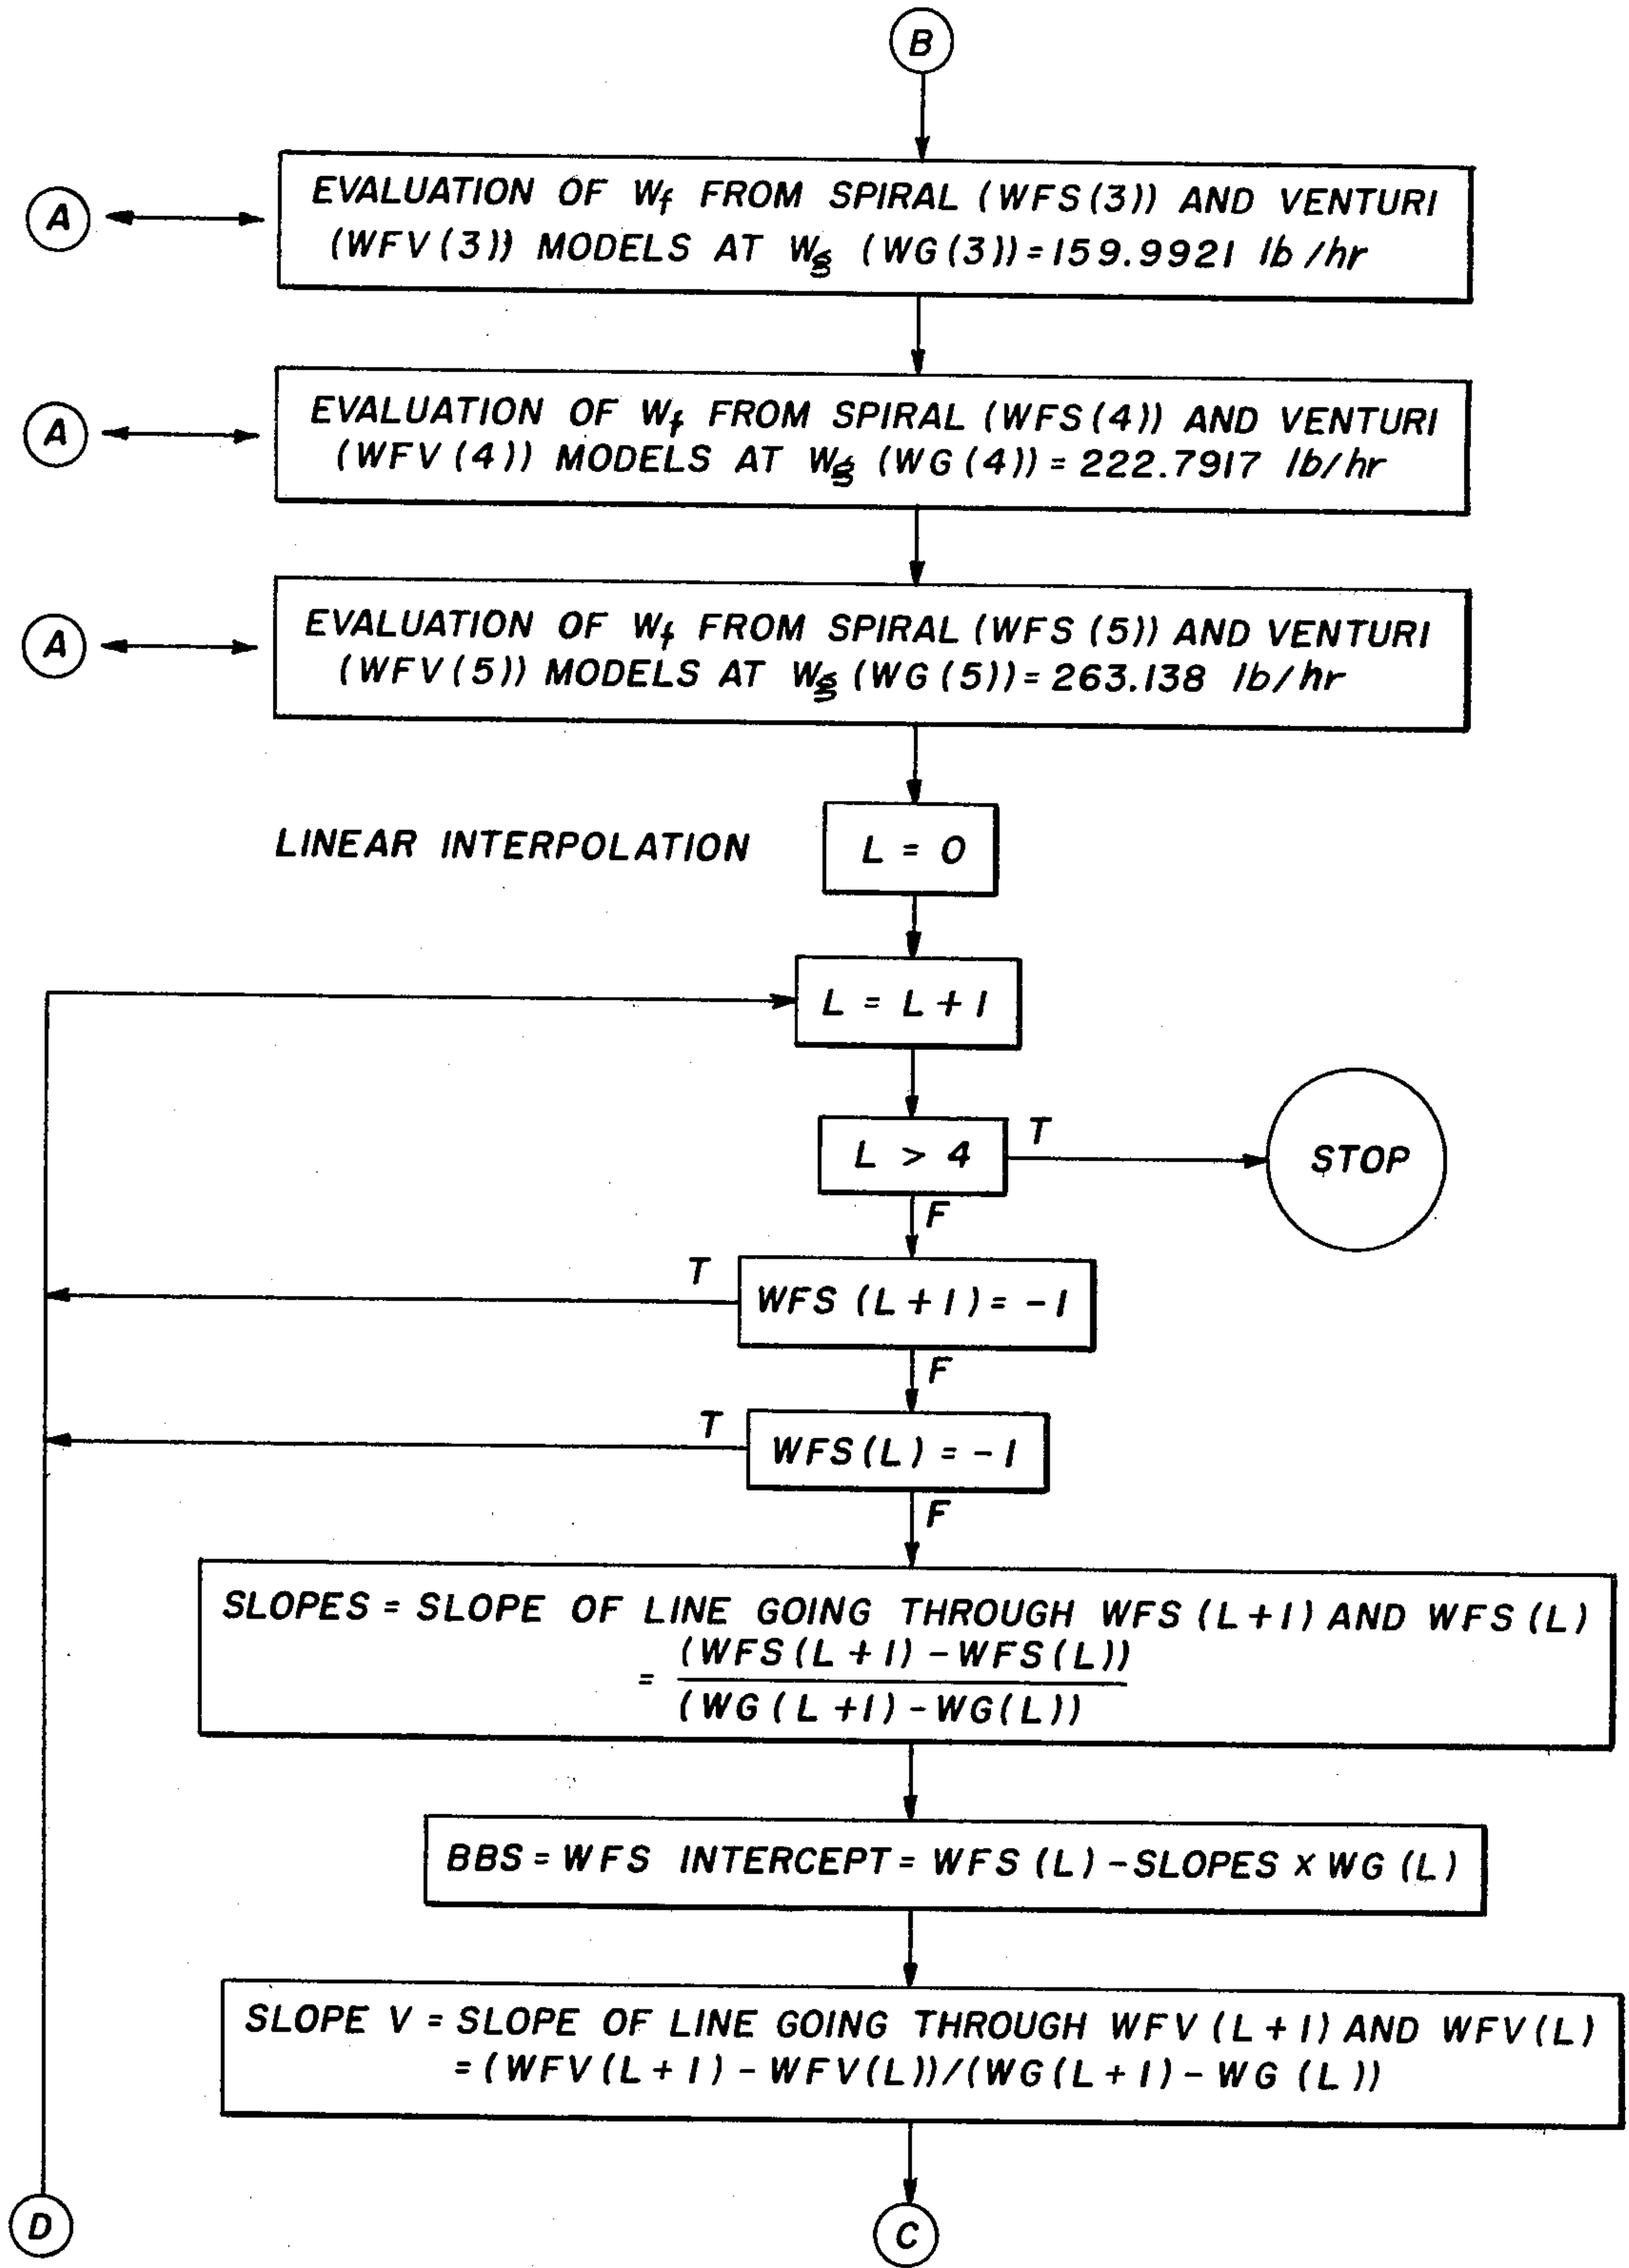 B
EVALUATION OF Wf FROM SPIRAL (WFS(3)) AND VENTURI
A
(WFV(3)) MODELS AT Wg (WG(3)) = 159.9921 lb/hr
EVALUATION OF Wf FROM SPIRAL (WFS(4)) AND VENTURI
A
(WFV(4)) MODELS AT Wg (WG(4)) = 222.7917 lb/hr
EVALUATION OF Wf FROM SPIRAL (WFS (5)) AND VENTURI
A
(WFV(5)) MODELS AT Wg (WG(5)) = 263.138 lb/hr
LINEAR INTERPOLATION
L = 0
L = L + 1
L > 4
T
STOP
F
T
WFS (L + 1) = -1
F
T
WFS(L) = -1
F
SLOPES = SLOPE OF LINE GOING THROUGH WFS (L+1) AND WFS (L)
= (WFS (L + 1) - WFS (L))
(WG (L +1) - WG(L))
BBS = WFS INTERCEPT = WFS (L) - SLOPES x WG (L)
SLOPE V = SLOPE OF LINE GOING THROUGH WFV (L+1) AND WFV(L)
= (WFV(L + 1) - WFV(L))/(WG(L+1) - WG (L))
D
C